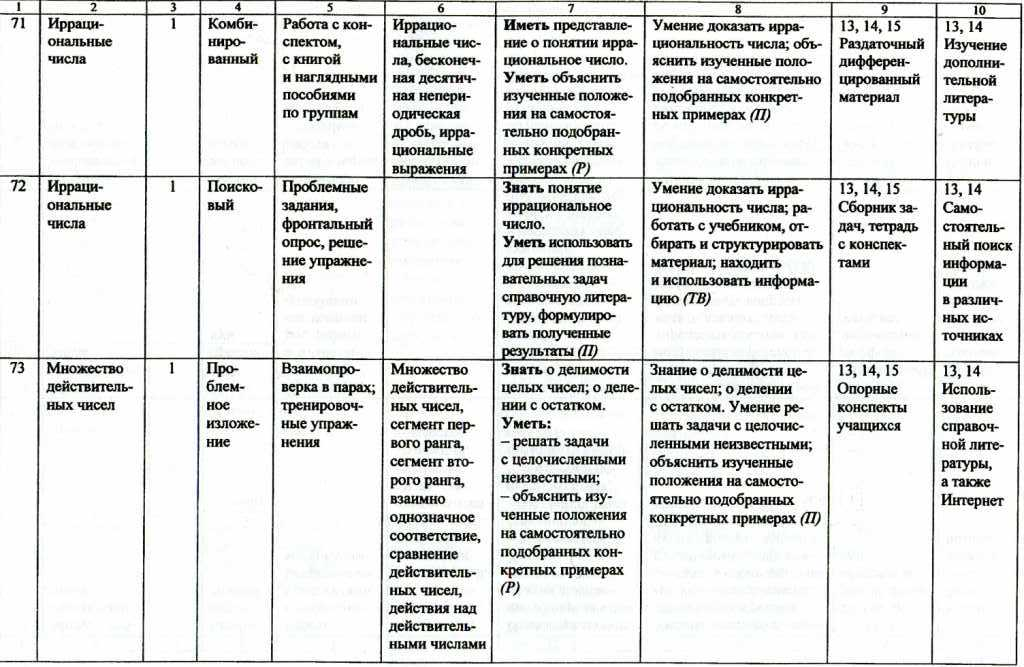 1 2 3 4 5 6 7 8 9 10
71
Ирраци-
ональные
числа
1
Комби-
ниро-
ванный
Работа с кон-
спектом,
с книгой
и наглядными
пособиями
по группам
Иррацио-
нальные чис-
ла, бесконеч-
ная десятич-
ная непери-
одическая
дробь, ирра-
циональные
выражения
Иметь представле-
ние о понятии ирра-
циональное число.
Уметь объяснить
изученные положе-
ния на самостоя-
тельно подобран-
ных конкретных
примерах (Р)
Умение доказать ирра-
циональность числа; объ-
яснить изученные поло-
жения на самостоятельно
подобранных конкрет-
ных примерах (П)
13, 14, 15
Раздаточный
дифферен-
цированный
материал
13, 14
Изучение
дополни-
тельной
литера-
туры
72
Ирраци-
ональные
числа
1
Поиско-
вый
Проблемные
задания,
фронтальный
опрос, реше-
ние упражне-
ния
Знать понятие
иррациональное
число.
Уметь использовать
для решения позна-
вательных задач
справочную литера-
туру, формулиро-
вать полученные
результаты (П)
Умение доказать ирра-
циональность числа; ра-
ботать с учебником, от-
бирать и структурировать
материал; находить
и использовать информа-
цию (ТВ)
13, 14, 15
Сборник за-
дач, тетрадь
с конспек-
тами
13, 14
Само-
стоятель-
ный поиск
информа-
ции
в различ-
ных ис-
точниках
73
Множество
действитель-
ных чисел
1
Про-
блем-
ное
изложе-
ние
Взаимопро-
верка в парах;
тренировоч-
ные упраж-
нения
Множество
действитель-
ных чисел,
сегмент пер-
вого ранга,
сегмент вто-
рого ранга,
взаимно
однозначное
соответствие,
сравнение
действитель-
ных чисел,
действия над
действитель-
ными числами
Знать о делимости
целых чисел; о деле-
нии с остатком.
Уметь:
– решать задачи
с целочисленными
неизвестными;
– объяснить изу-
ченные положения
на самостоятельно
подобранных кон-
кретных примерах
(Р)
Знание о делимости це-
лых чисел; о делении
с остатком. Умение ре-
шать задачи с целочис-
ленными неизвестными;
объяснить изученные
положения на самосто-
ятельно подобранных
конкретных примерах (П)
13, 14, 15
Опорные
конспекты
учащихся
13, 14
Исполь-
зование
справоч-
ной лите-
ратуры,
а также
Интернет